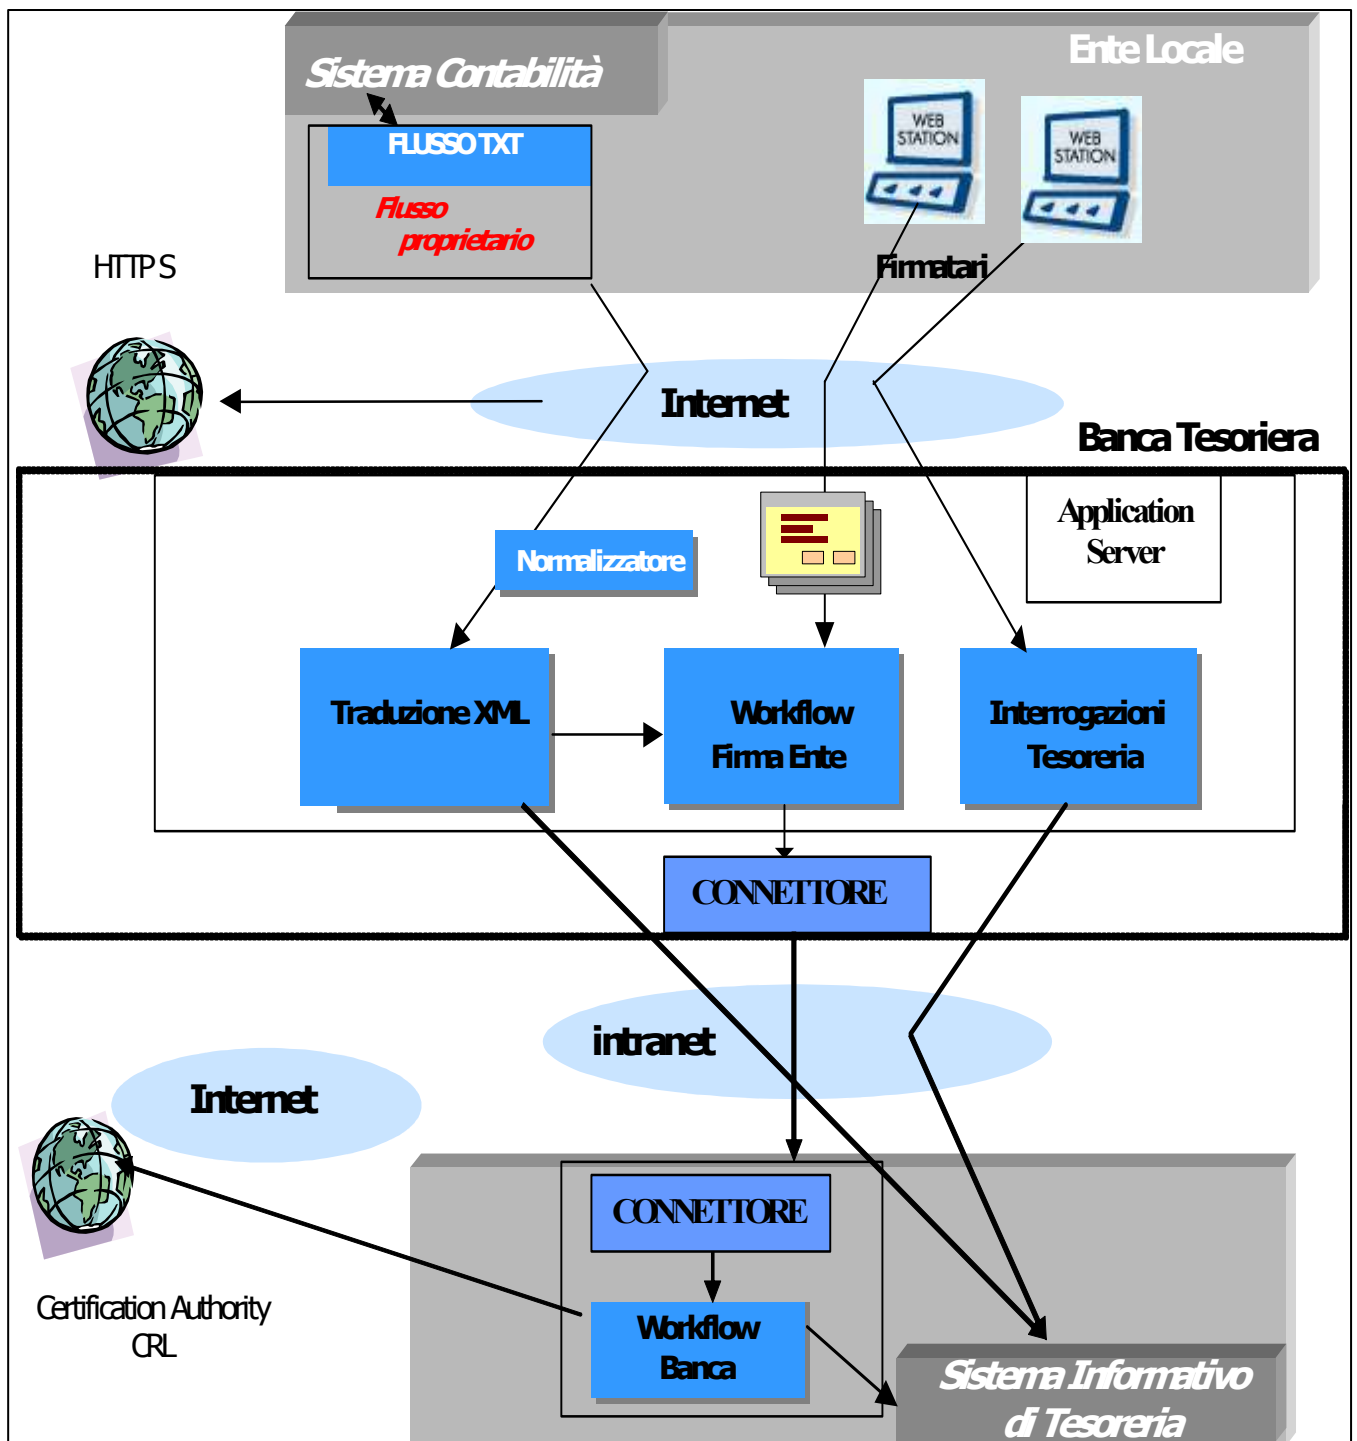 Ente Locale
Sistema Contabilità
WEB
STATION
WEB
STATION
FLUSSO TXT
Flusso
proprietario
Firmatari
HTTPS
Internet
Banca Tesoriera
Application
Server
Normalizzatore
Traduzione XML
Workflow
Firma Ente
Interrogazioni
Tesoreria
CONNETTORE
intranet
Internet
CONNETTORE
Certification Authority
CRL
Workflow
Banca
Sistema Informativo
di Tesoreria